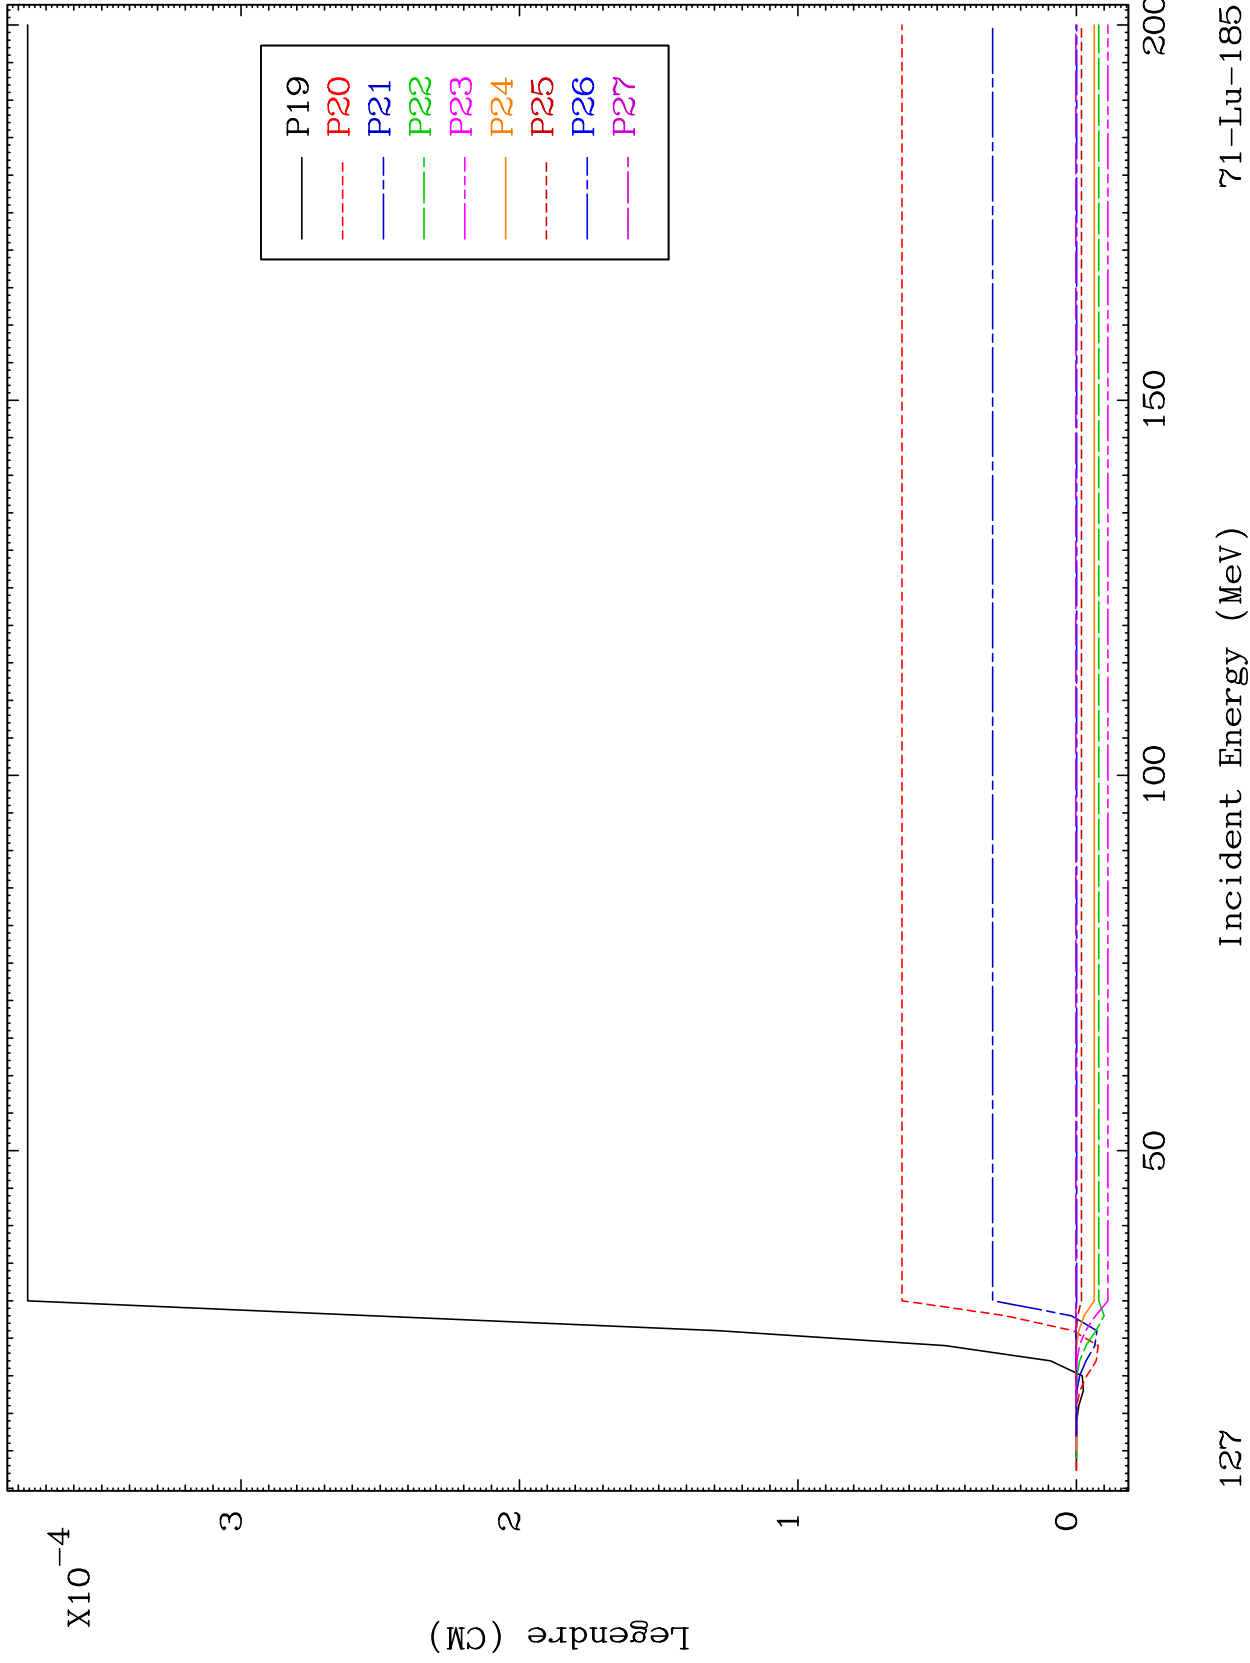 X10-4
Legendre (CM)
3
2
1
0
P19
P20
P21
P22
P23
P24
P25
P26
P27
50
100
150
200
127
Incident Energy (MeV)
71-Lu-185